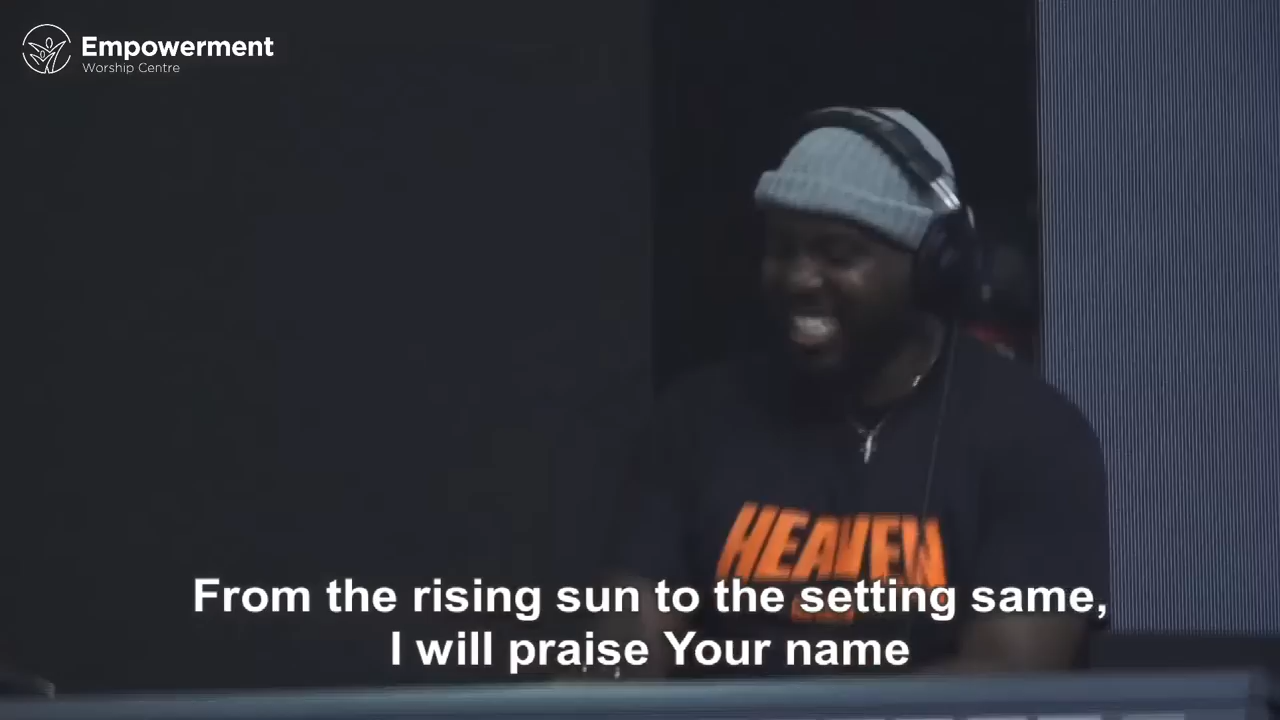 Empowerment
Worship Centre
HEAVEN
From the rising sun to the setting same,
I will praise Your name